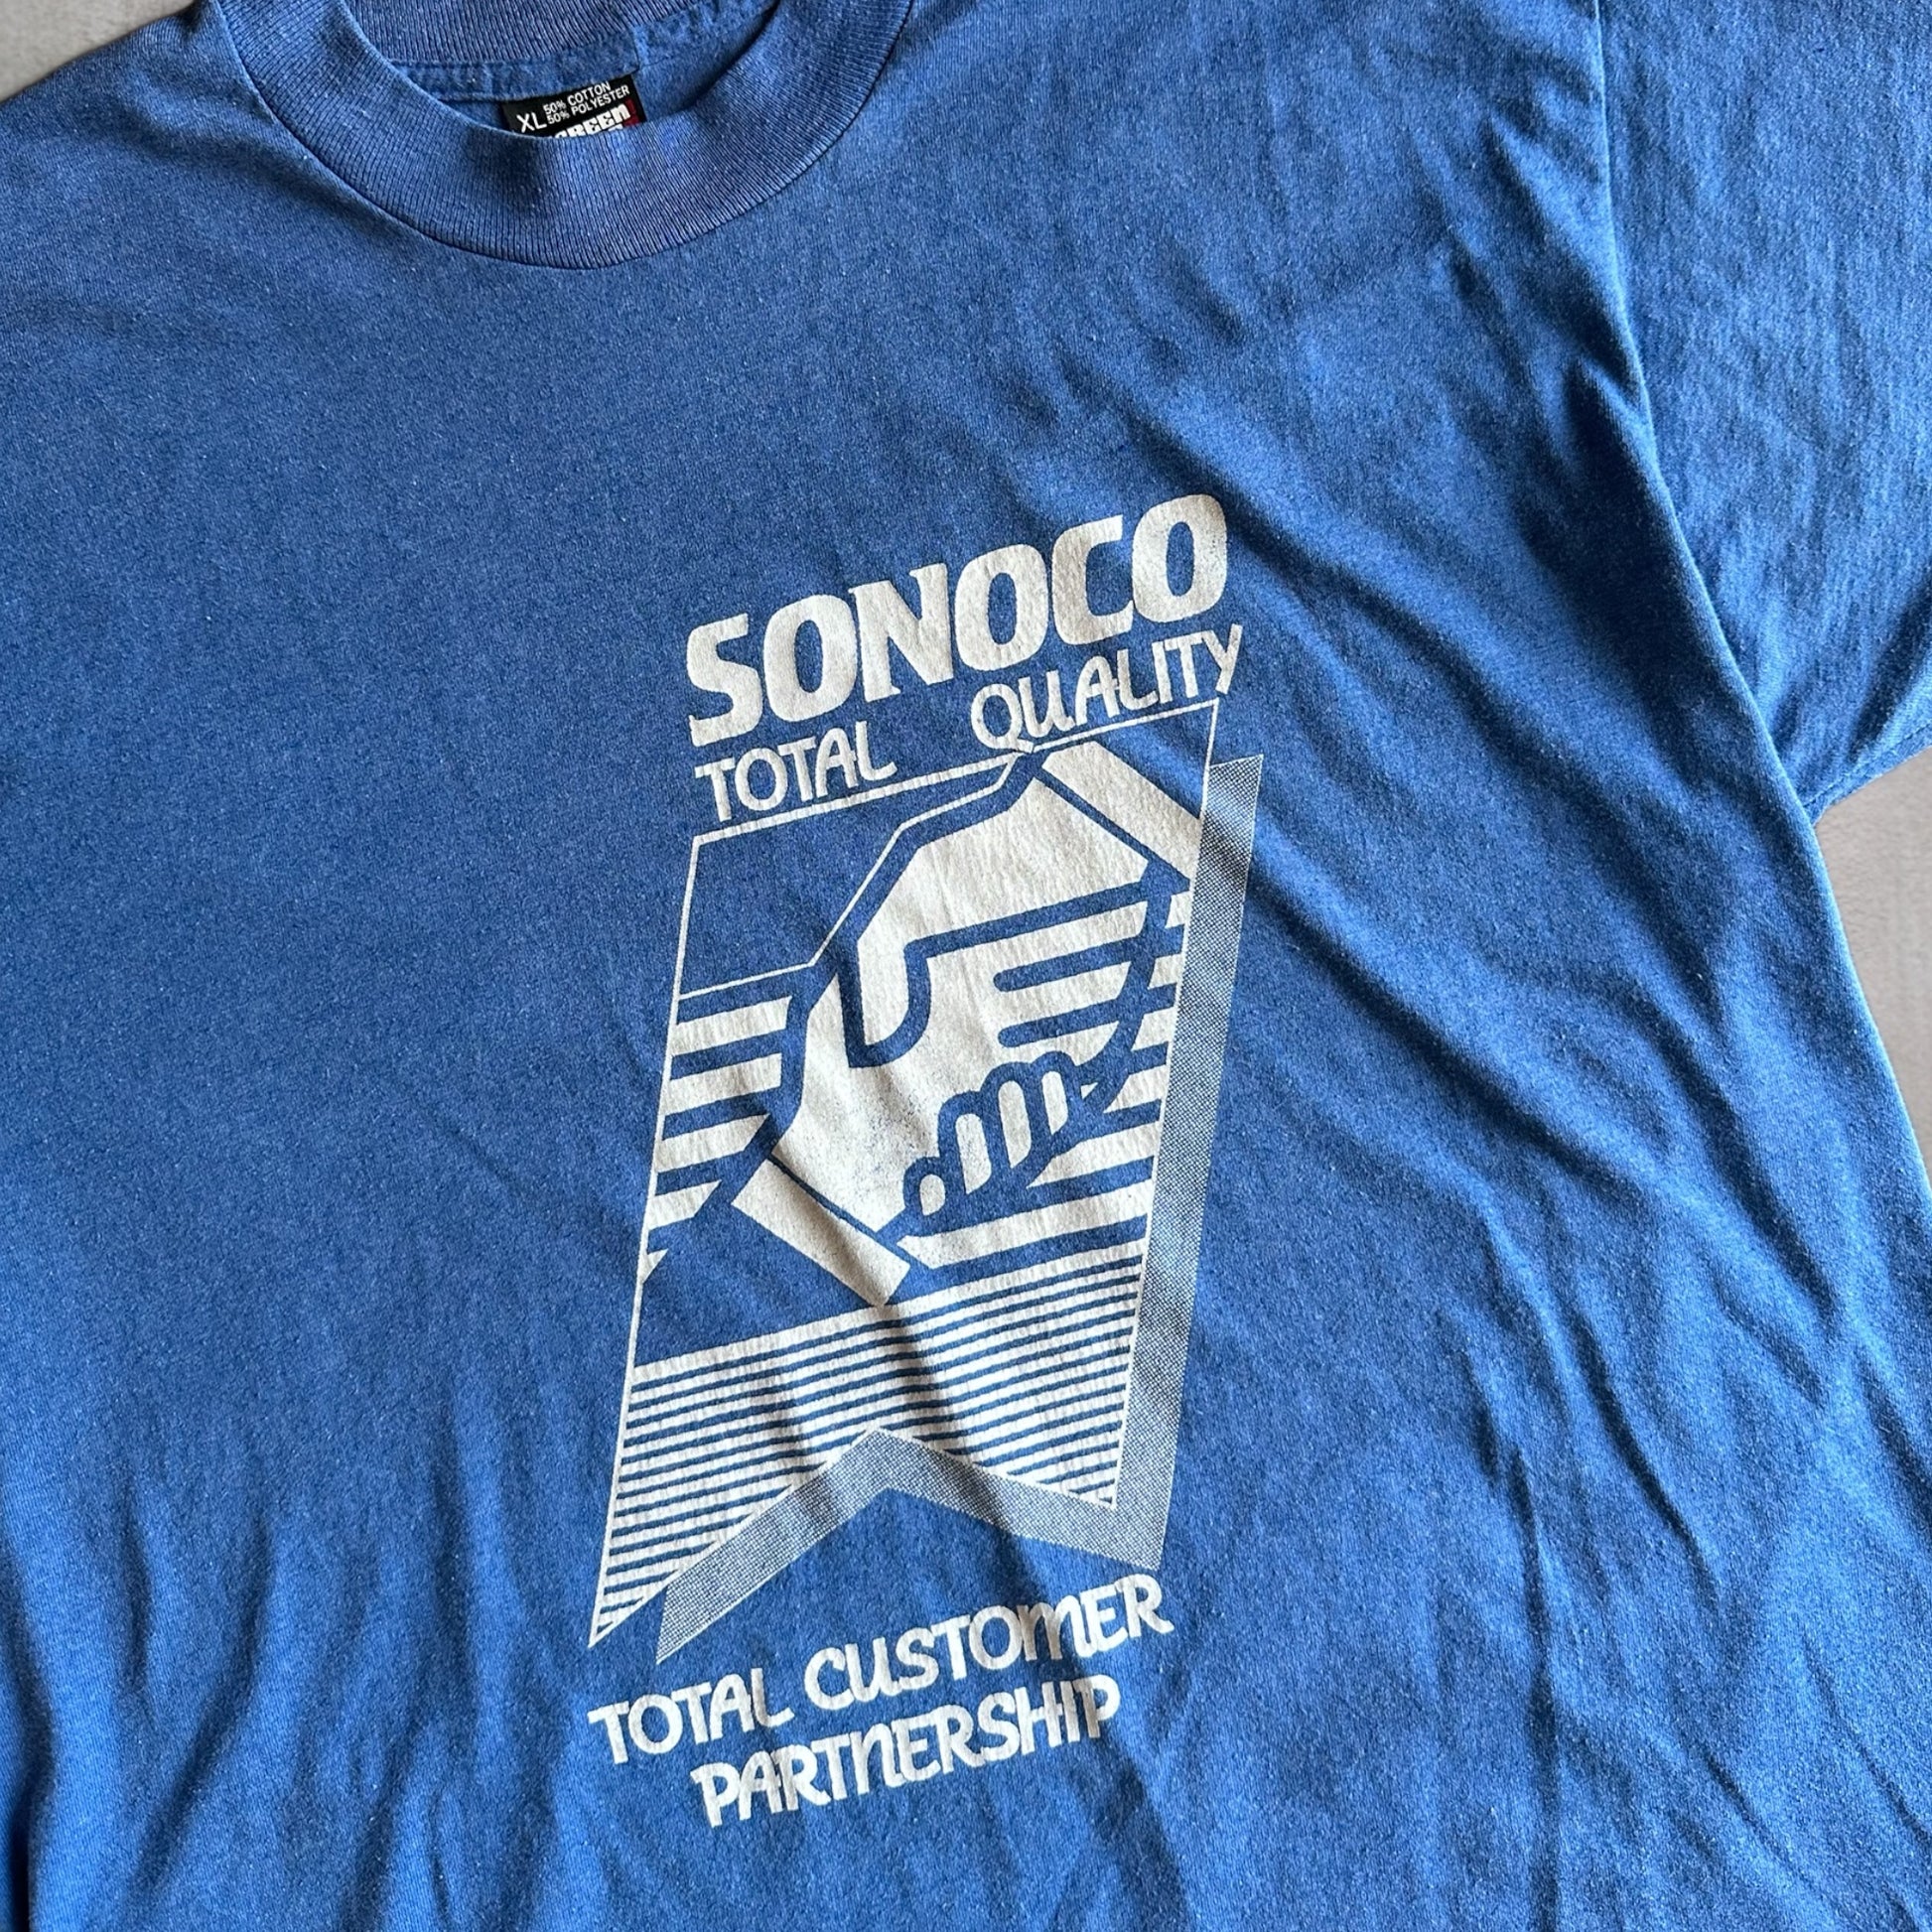 XL 50% COTTON
50% POLYESTER
SONOCO
TOTAL QUALITY
TOTAL CUSTOMER
PARTNERSHIP